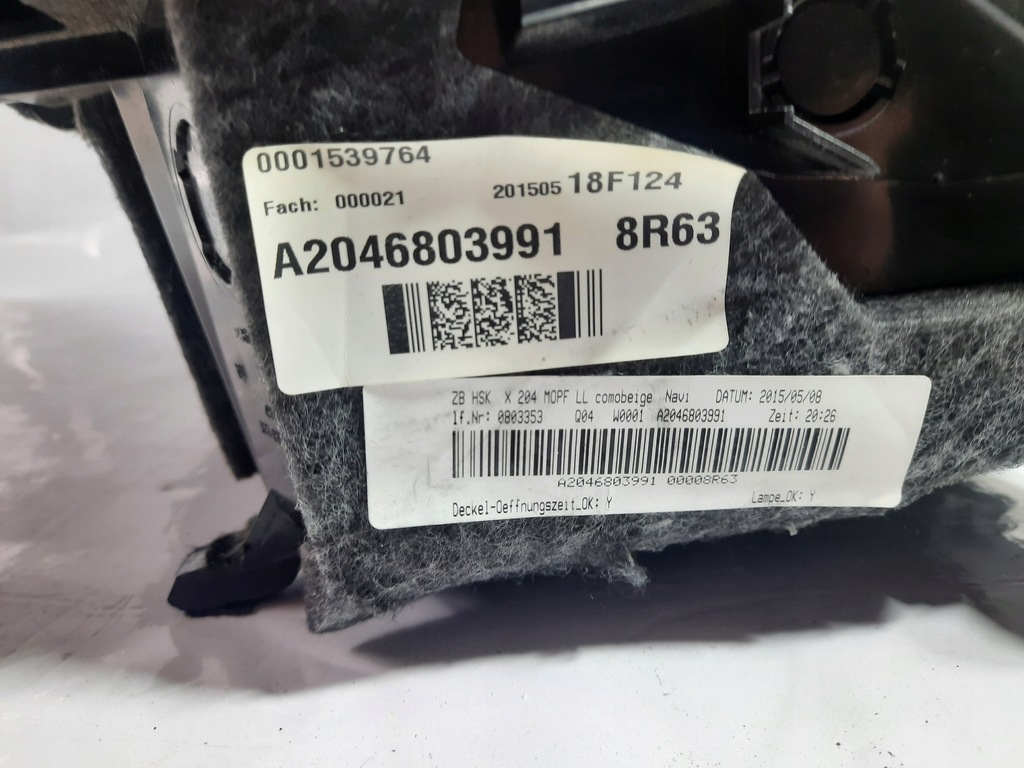 0001539764
Fach: 000021 201505 18F124
A2046803991 8R63
ZB HSK X 204 MOPF LL comobeige Navi DATUM: 2015/05/08
lf.Nr: 0803353 Q04 W0001 A2046803991 Zeit: 20:26
A2046803991 00008R63
Deckel-Oeffnungszeit_OK: Y Lampe_OK: Y